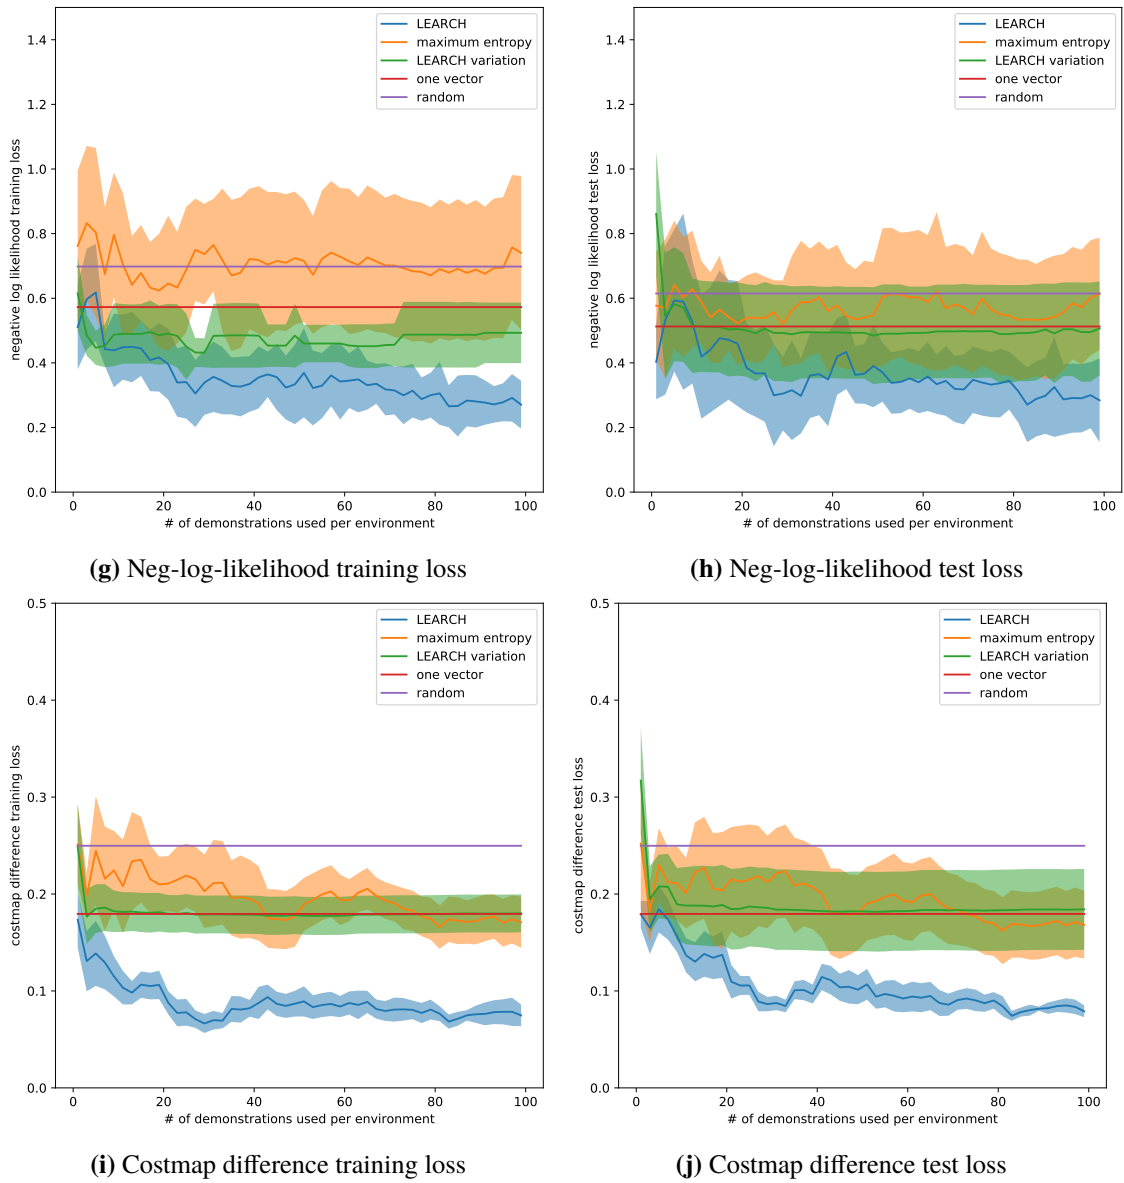 negative log likelihood training loss
1.4
1.2
1.0
0.8
0.6
0.4
0.2
0.0
LEARCH
maximum entropy
LEARCH variation
one vector
random
0 20 40 60 80 100
# of demonstrations used per environment
(g) Neg-log-likelihood training loss
negative log likelihood test loss
1.4
1.2
1.0
0.8
0.6
0.4
0.2
0.0
LEARCH
maximum entropy
LEARCH variation
one vector
random
0 20 40 60 80 100
# of demonstrations used per environment
(h) Neg-log-likelihood test loss
costmap difference training loss
0.5
0.4
0.3
0.2
0.1
0.0
LEARCH
maximum entropy
LEARCH variation
one vector
random
0 20 40 60 80 100
# of demonstrations used per environment
(i) Costmap difference training loss
costmap difference test loss
0.5
0.4
0.3
0.2
0.1
0.0
LEARCH
maximum entropy
LEARCH variation
one vector
random
0 20 40 60 80 100
# of demonstrations used per environment
(j) Costmap difference test loss